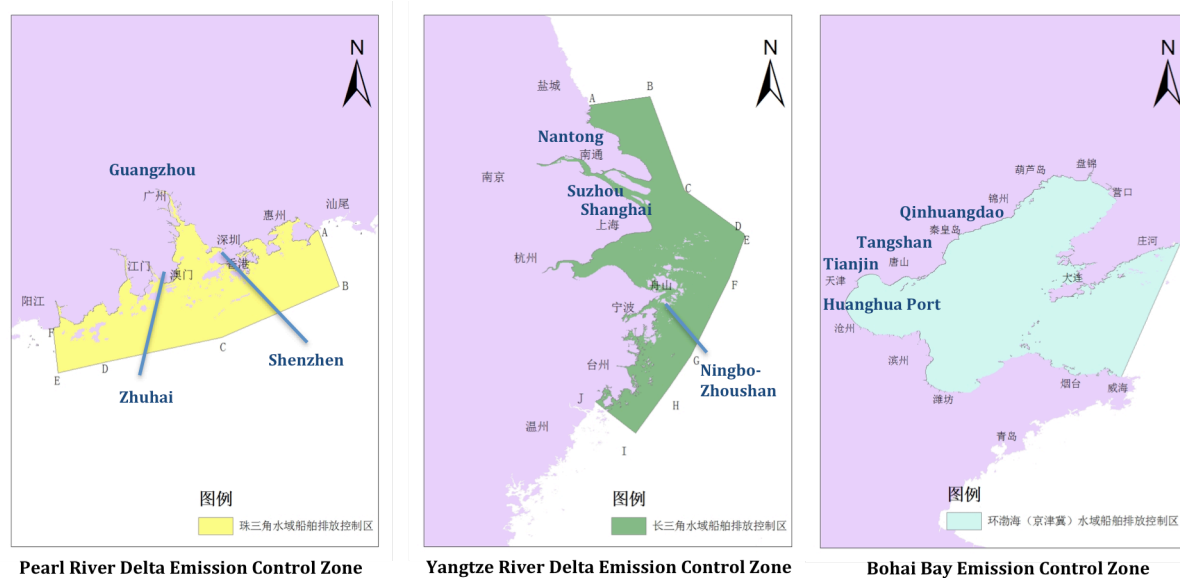 N
Guangzhou
广州
惠州
汕尾
深圳
香港
江门
澳门
阳江
A
B
C
D
E
F
Shenzhen
Zhuhai
图例
珠三角水域船舶排放控制区
Pearl River Delta Emission Control Zone
N
盐城
A
B
Nantong
南通
南京
Suzhou
Shanghai
上海
C
D
E
杭州
舟山
F
宁波
G
Ningbo-
Zhoushan
台州
H
J
温州
I
图例
长三角水域船舶排放控制区
Yangtze River Delta Emission Control Zone
N
盘锦
葫芦岛
营口
锦州
Qinhuangdao
秦皇岛
Tangshan
唐山
庄河
Tianjin
天津
大连
Huanghua Port
沧州
滨州
烟台
威海
潍坊
青岛
图例
环渤海（京津冀）水域船舶排放控制区
Bohai Bay Emission Control Zone